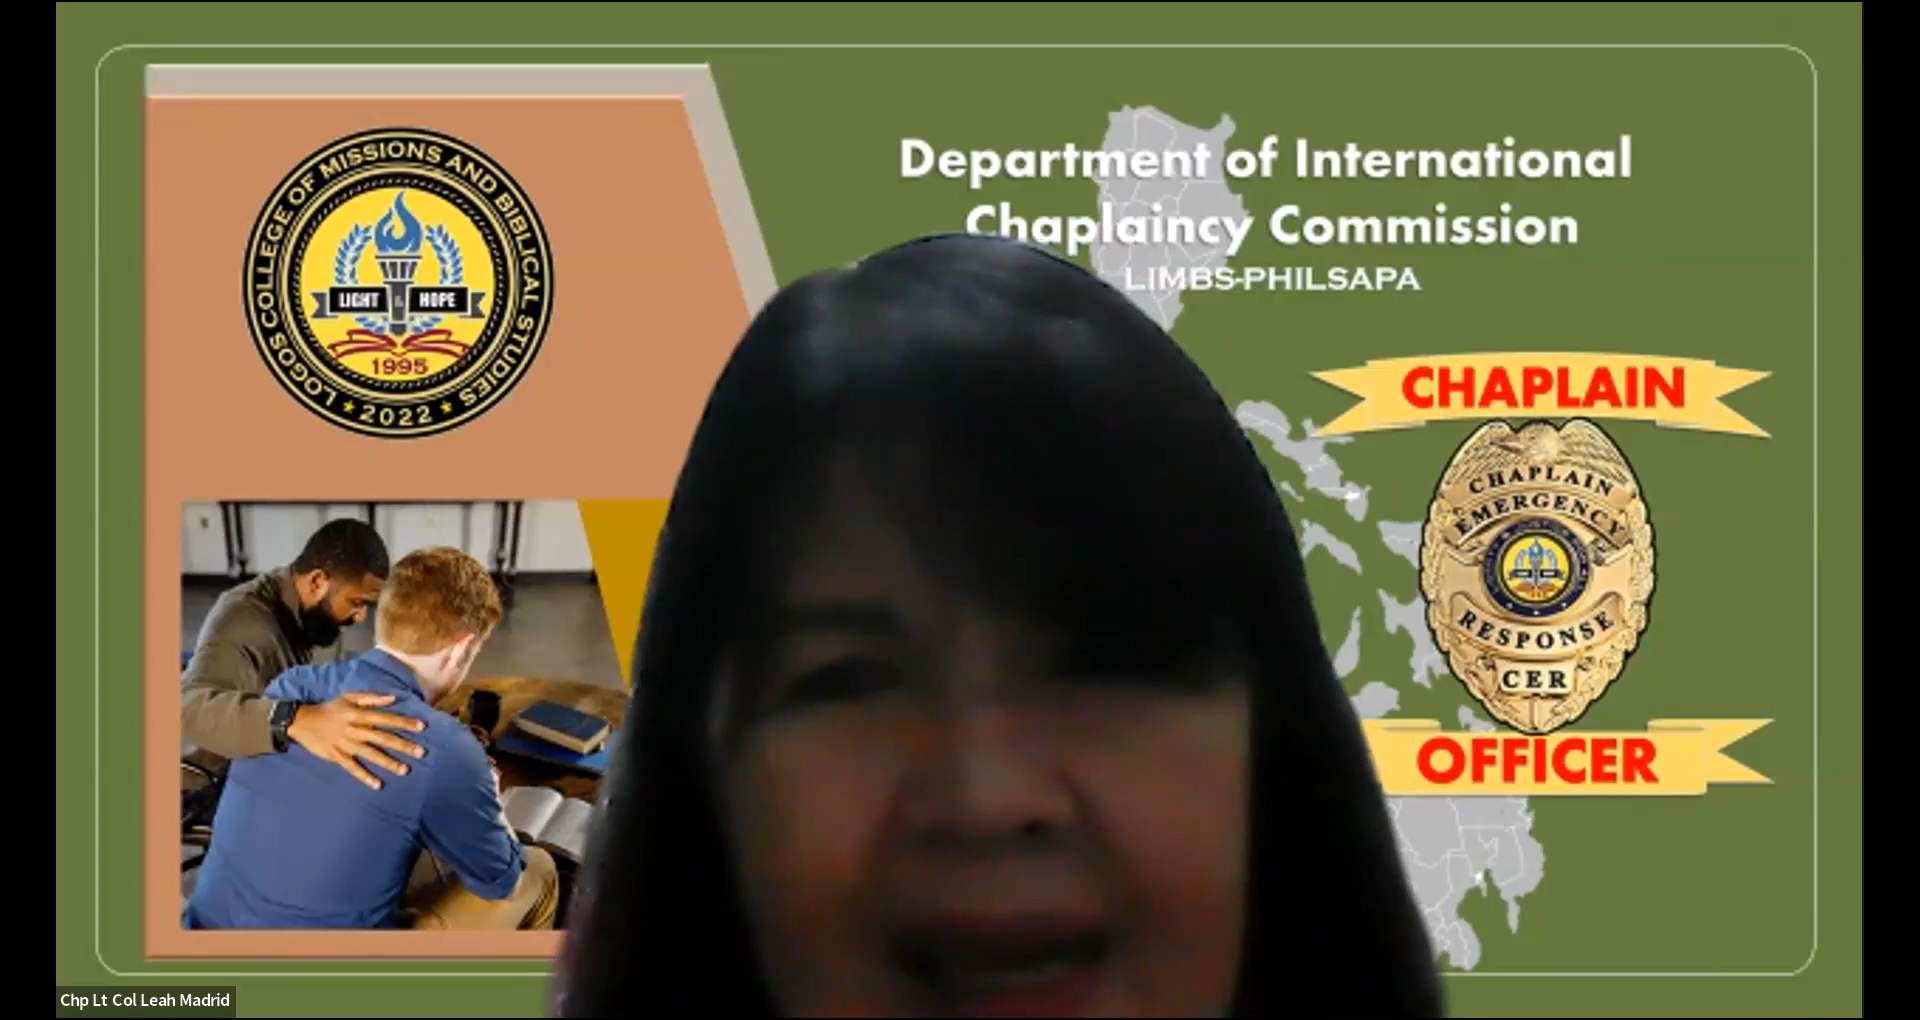 LOGOS COLLEGE OF MISSIONS AND BIBLICAL STUDIES
LIGHT & HOPE
1995
★ 2022 ★
Department of International
Chaplaincy Commission
LIMBS-PHILSAPA
CHAPLAIN
CHAPLAIN
EMERGENCY
RESPONSE
CER
OFFICER
Chp Lt Col Leah Madrid